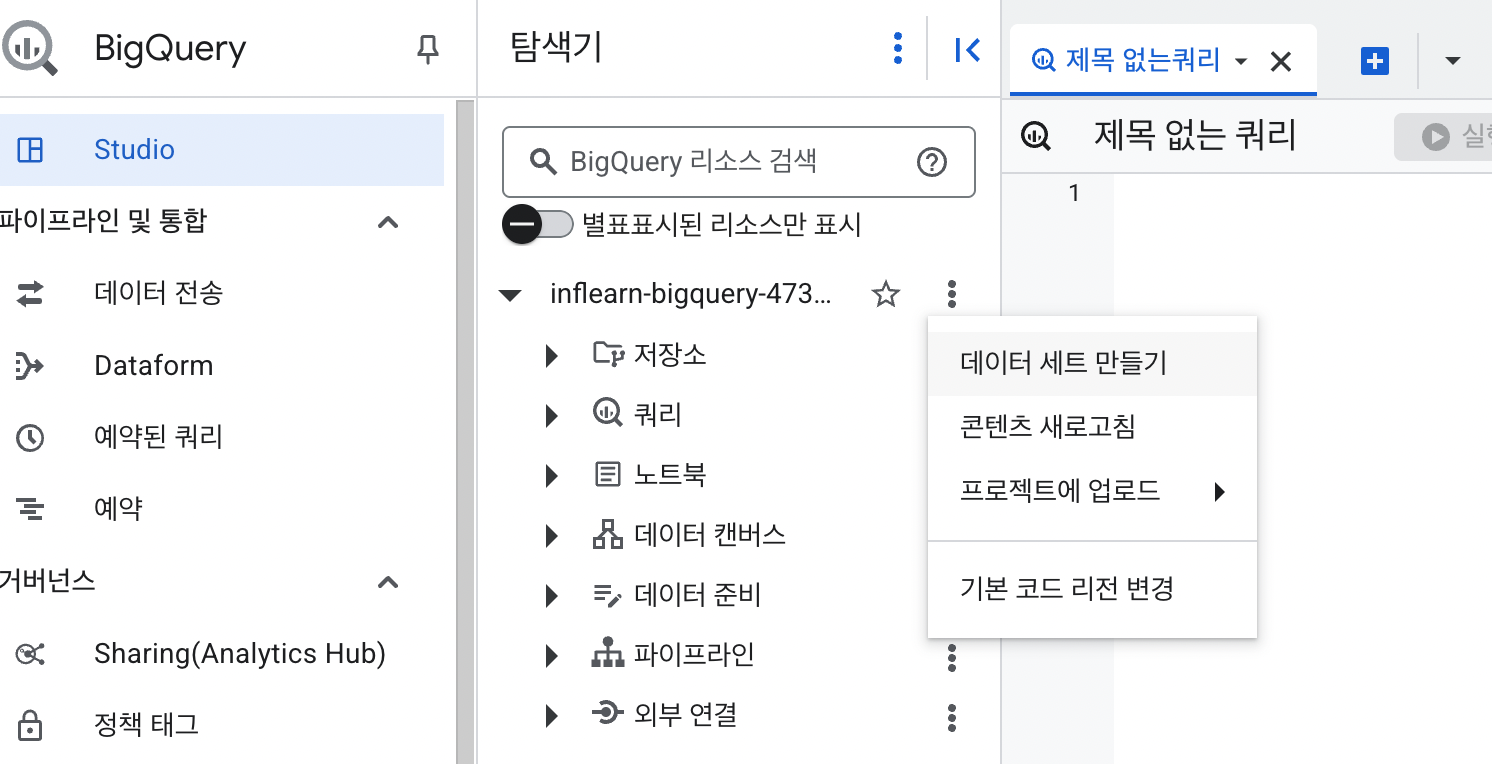 BigQuery
Studio
파이프라인 및 통합
데이터 전송
Dataform
예약된 쿼리
예약
거버넌스
Sharing(Analytics Hub)
정책 태그
탐색기
BigQuery 리소스 검색
별표표시된 리소스만 표시
inflearn-bigquery-473...
저장소
쿼리
노트북
데이터 캔버스
데이터 준비
파이프라인
외부 연결
데이터 세트 만들기
콘텐츠 새로고침
프로젝트에 업로드
기본 코드 리전 변경
제목 없는쿼리
제목 없는 쿼리
1